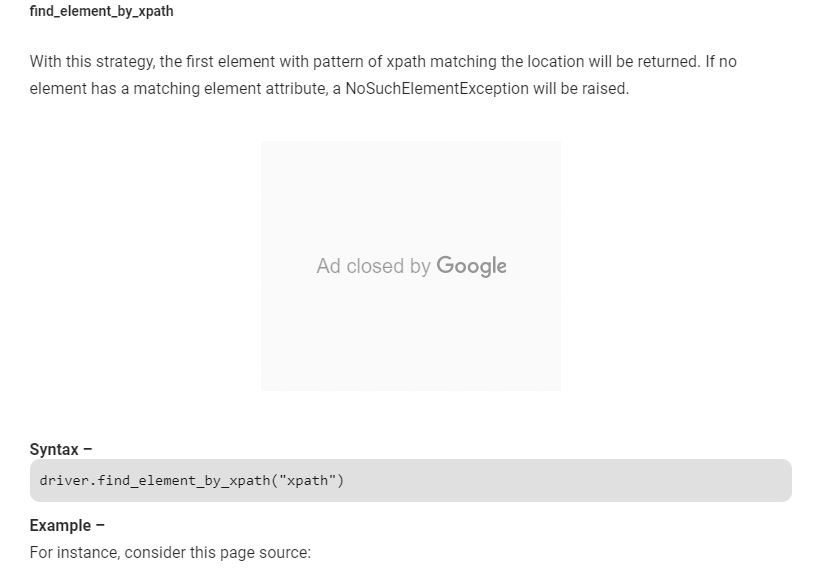 find_element_by_xpath
With this strategy, the first element with pattern of xpath matching the location will be returned. If no
element has a matching element attribute, a NoSuchElementException will be raised.
Ad closed by Google
Syntax –
driver.find_element_by_xpath("xpath")
Example –
For instance, consider this page source: